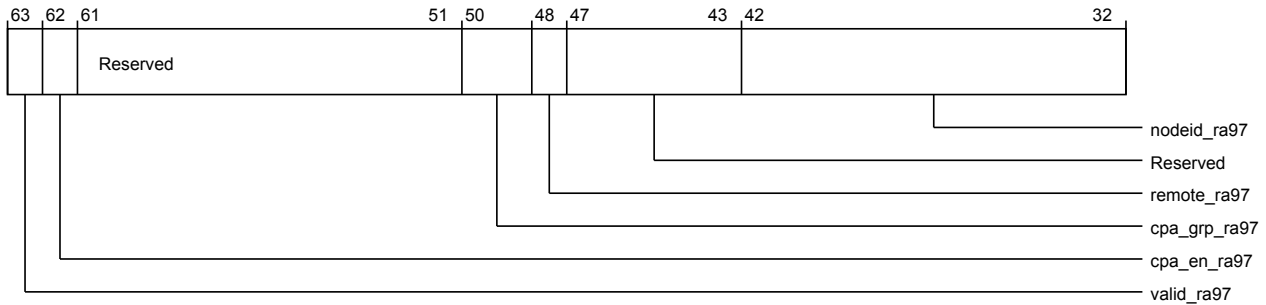 63 62 61 51 50 48 47 43 42 32
Reserved
nodeid_ra97
Reserved
remote_ra97
cpa_grp_ra97
cpa_en_ra97
valid_ra97